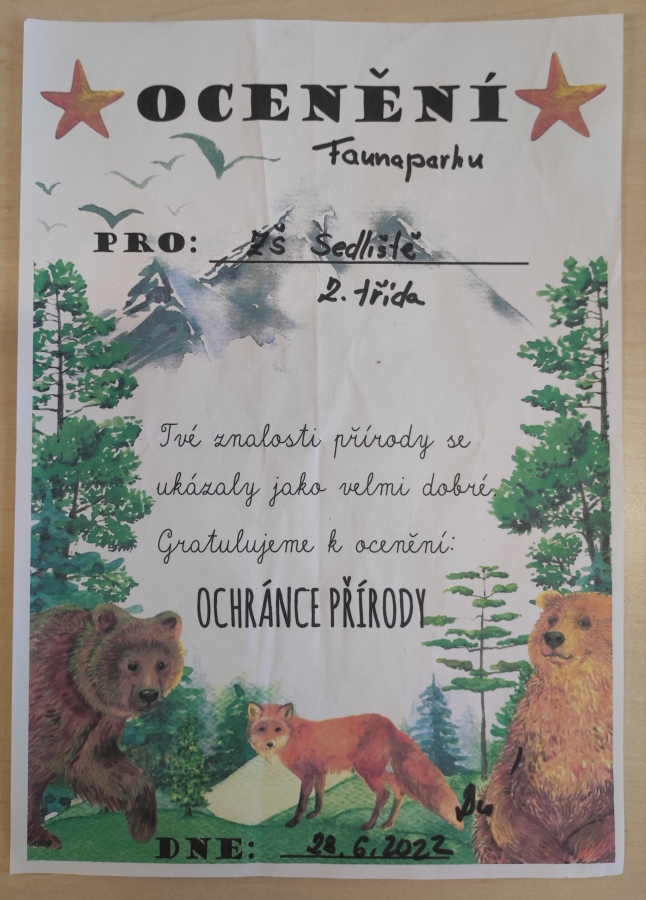 OCENĚNÍ
Faunaparku
PRO: ZŠ Sedliště
2. třída
Tvé znalosti přírody se
ukázaly jako velmi dobré.
Gratulujeme k ocenění:
OCHRÁNCE PŘÍRODY
DNE: 28.6.2022